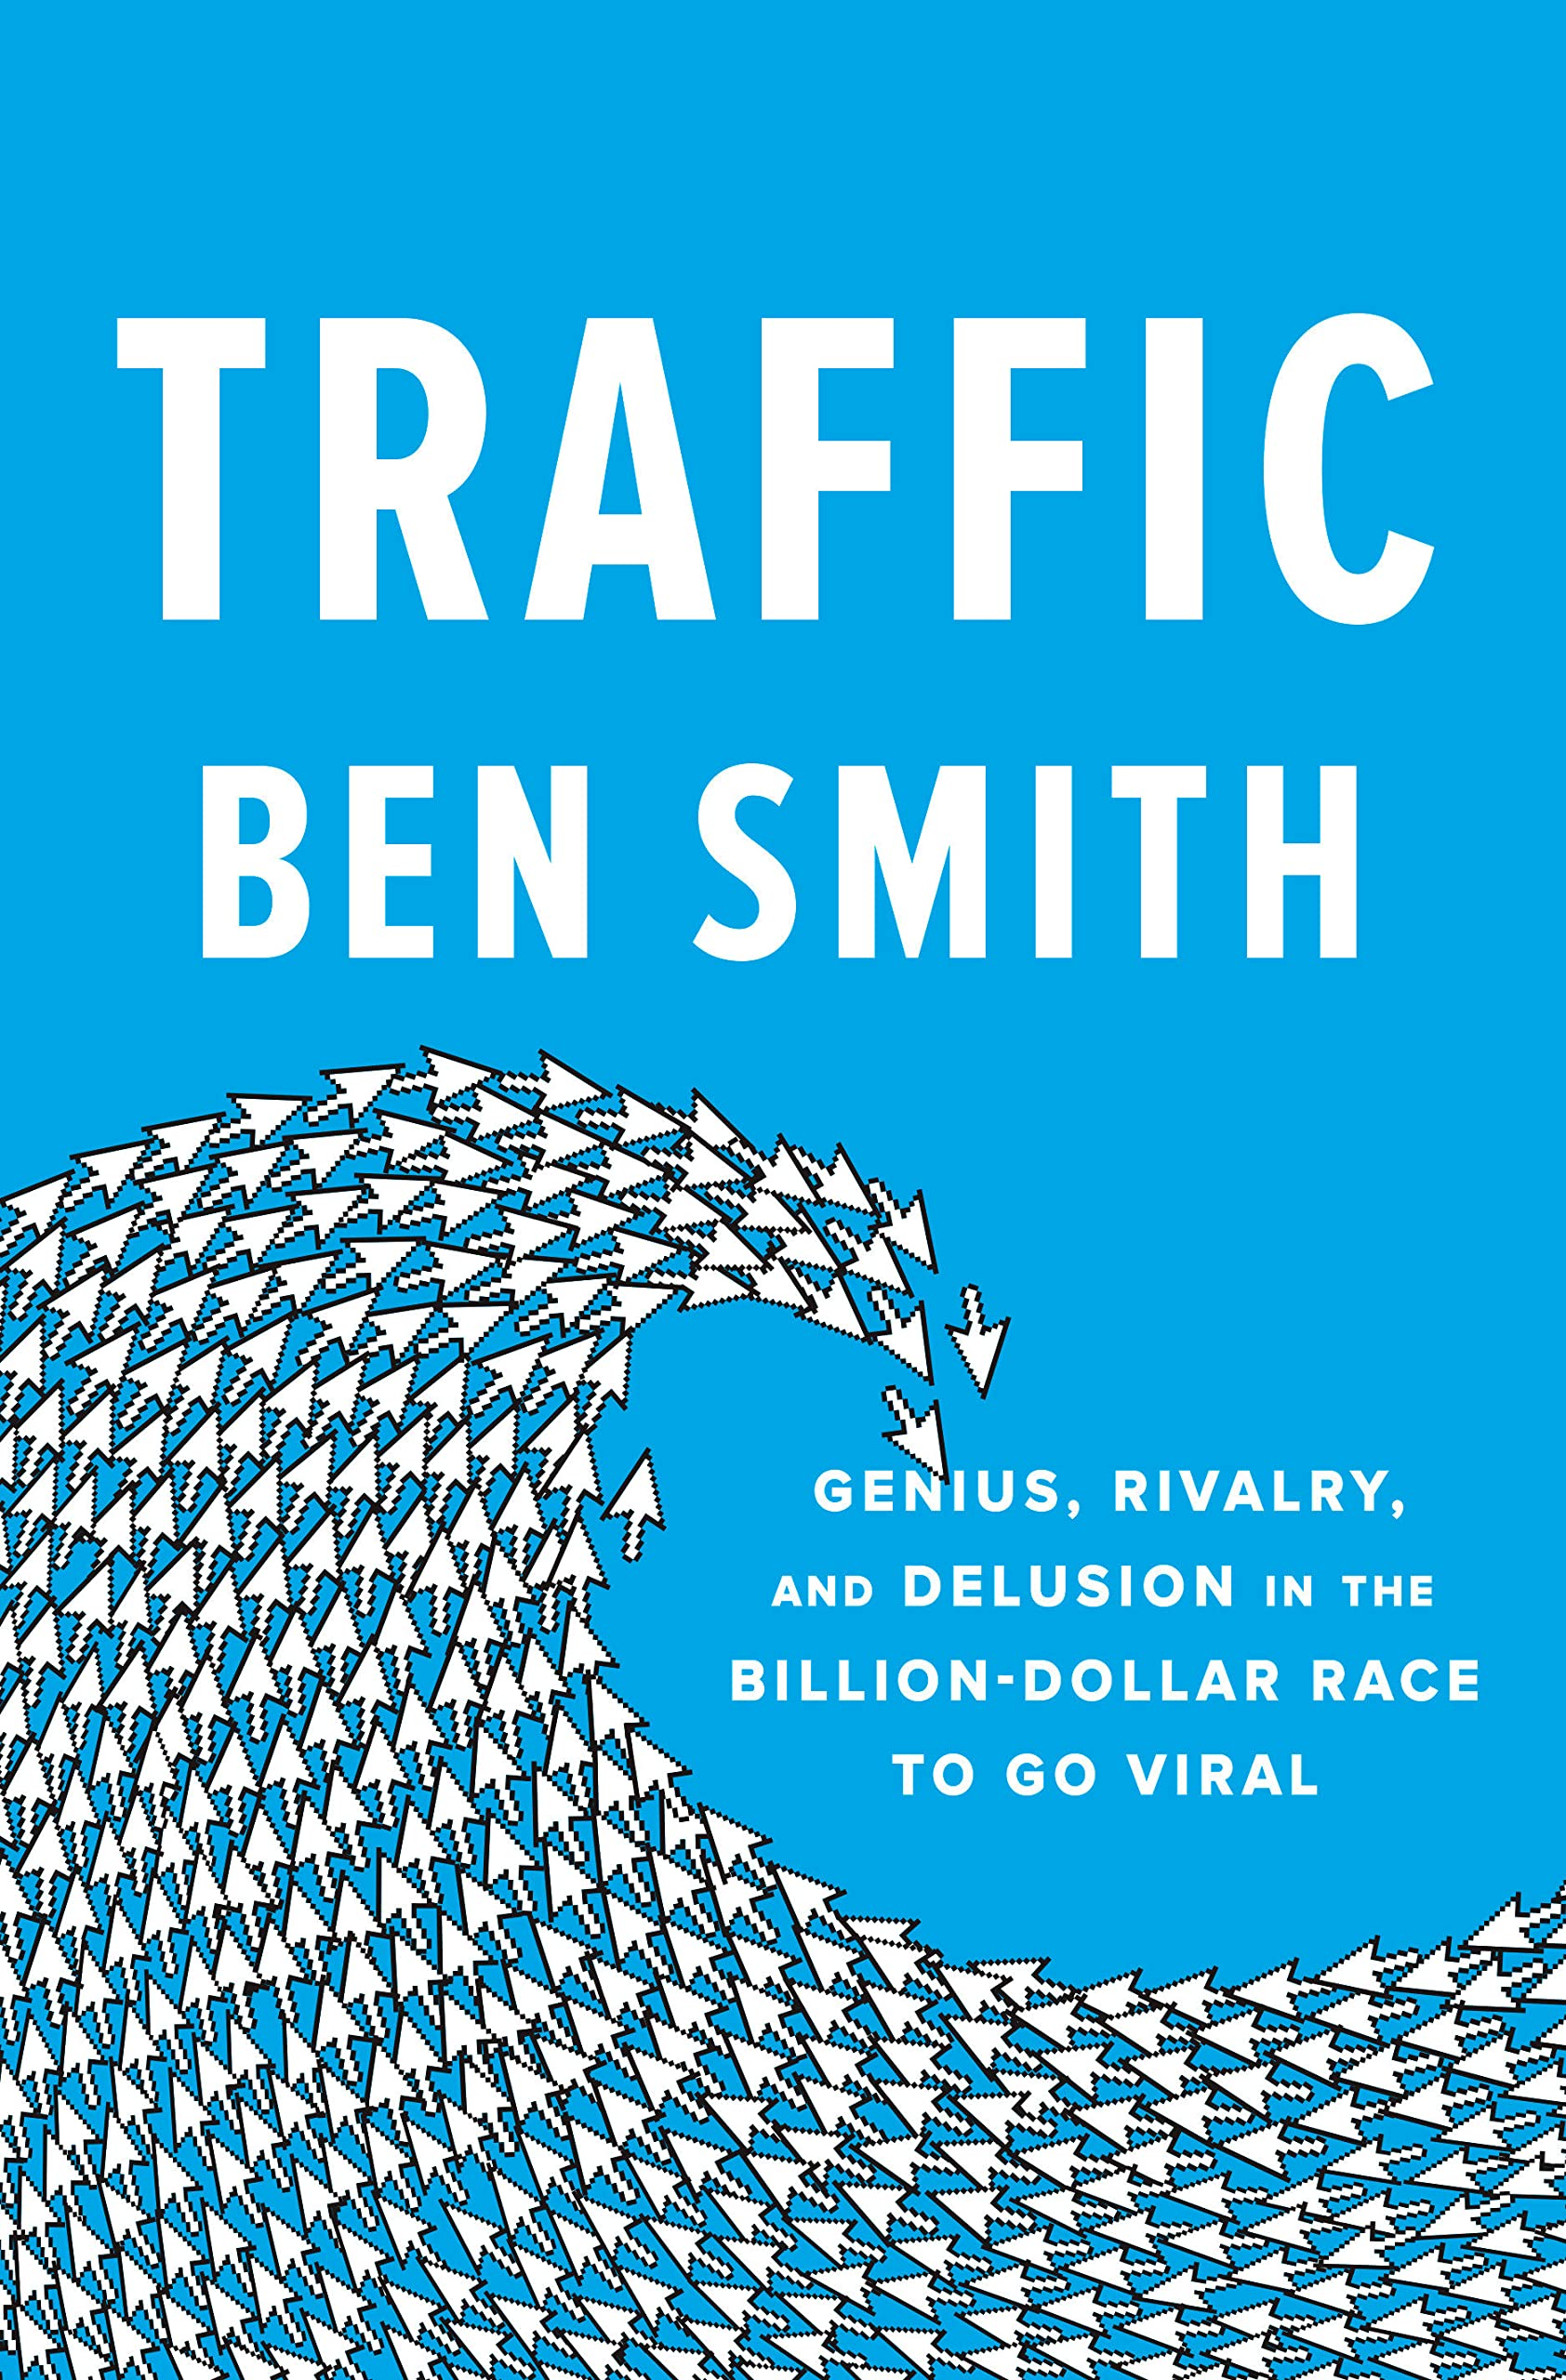 TRAFFIC
BEN SMITH
GENIUS, RIVALRY,
AND DELUSION IN THE
BILLION-DOLLAR RACE
TO GO VIRAL